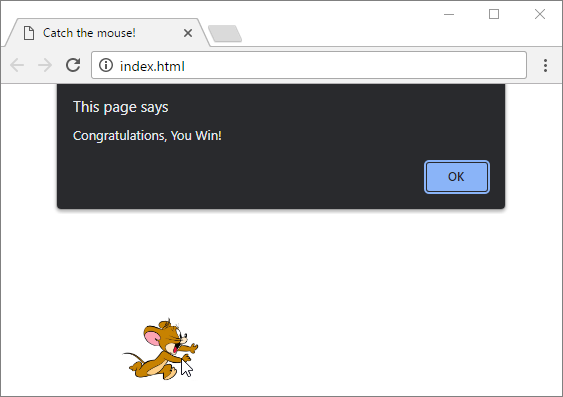 Catch the mouse!
index.html
This page says
Congratulations, You Win!
OK